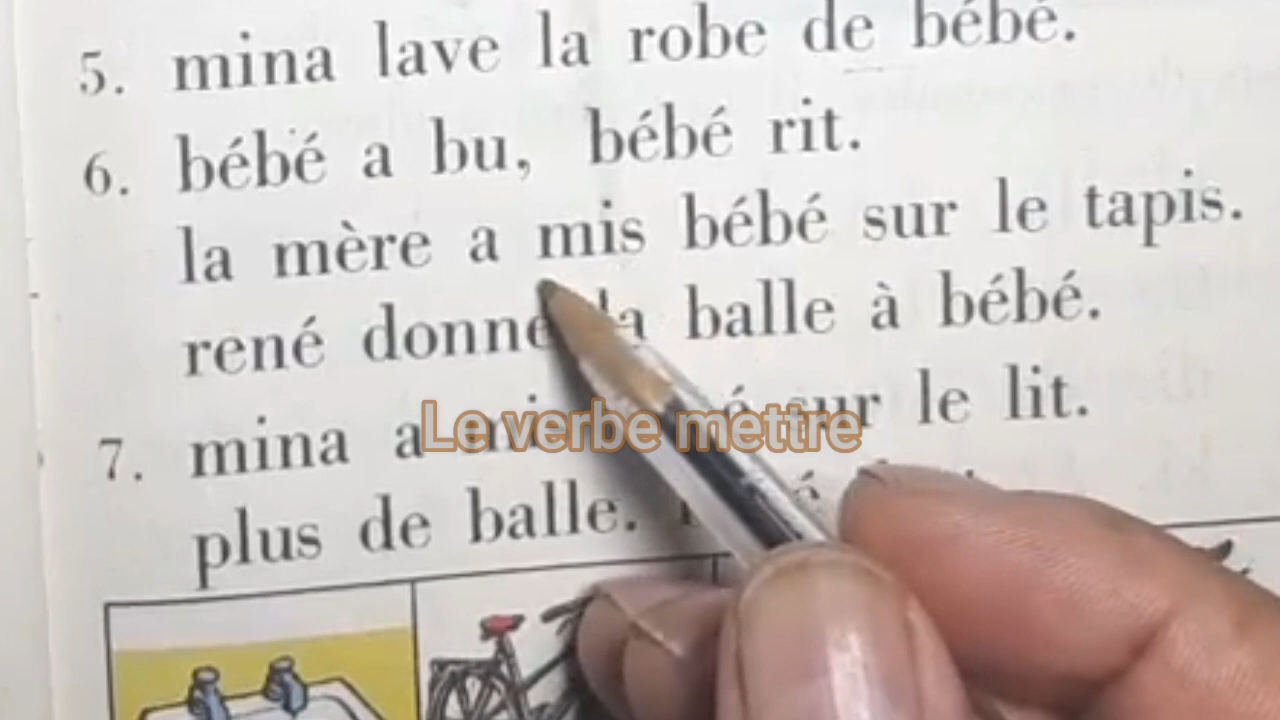 5. mina lave la robe de bébé.
6. bébé a bu, bébé rit.
la mère a mis bébé sur le tapis.
rené donne la balle à bébé.
7. mina a sur le lit.
Le verbe mettre
plus de balle.